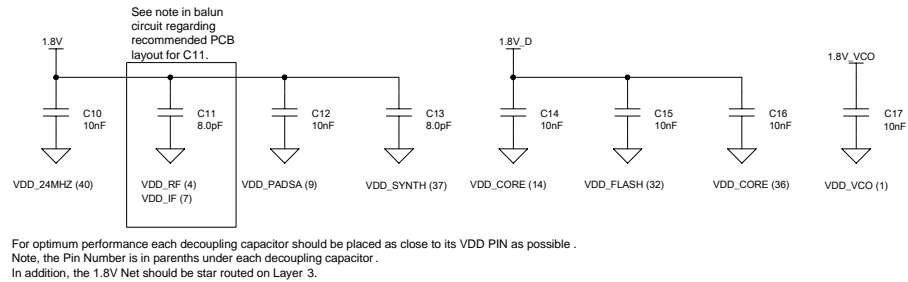 See note in balun
circuit regarding
recommended PCB
layout for C11.
1.8V
1.8V_D
1.8V_VCO
C10
10nF
C11
8.0pF
C12
10nF
C13
8.0pF
C14
10nF
C15
10nF
C16
10nF
C17
10nF
VDD_24MHZ (40)
VDD_RF (4)
VDD_IF (7)
VDD_PADSA (9)
VDD_SYNTH (37)
VDD_CORE (14)
VDD_FLASH (32)
VDD_CORE (36)
VDD_VCO (1)
For optimum performance each decoupling capacitor should be placed as close to its VDD PIN as possible .
Note, the Pin Number is in parenths under each decoupling capacitor .
In addition, the 1.8V Net should be star routed on Layer 3.